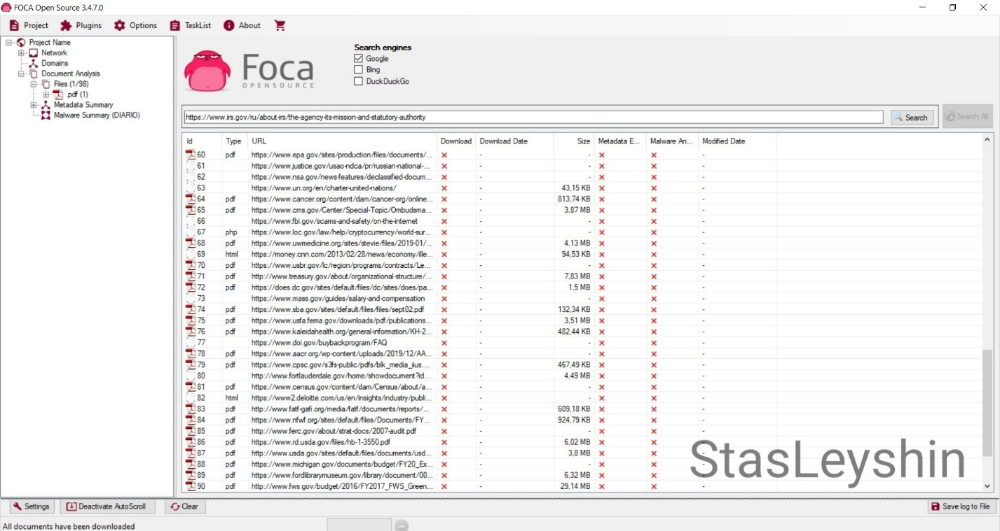 FOCA Open Source 3.4.7.0
Project Plugins Options TaskList About
Project Name
Network
Domains
Document Analysis
Files (1/98)
.pdf (1)
Metadata Summary
Malware Summary (DIARIO)
Foca
OPENSOURCE
Search engines
Google
Bing
DuckDuckGo
https://www.irs.gov/ru/about-irs/the-agency-its-mission-and-statutory-authority Search Search All
Id Type URL Download Download Date Size Metadata E... Malware An... Modified Date
60 pdf https://www.epa.gov/sites/production/files/documents/... - - -
61 https://www.justice.gov/usao-ndca/pr/russian-national-... - - -
62 https://www.nsa.gov/news-features/declassified-docum... - - -
63 https://www.un.org/en/charter-united-nations/ - 43,15 KB -
64 pdf https://www.cancer.org/content/dam/cancer-org/online... - 813,74 KB -
65 pdf https://www.cms.gov/Center/Special-Topic/Ombudsma... - 3,87 MB -
66 https://www.fbi.gov/scams-and-safety/on-the-internet - - -
67 php https://www.loc.gov/law/help/cryptocurrency/world-sur... - - -
68 pdf https://www.uwmedicine.org/sites/stevie/files/2019-01/... - 4,13 MB -
69 html https://money.cnn.com/2013/02/28/news/economy/ille... - 94,53 KB -
70 pdf https://www.usbr.gov/lc/region/programs/contracts/Le... - - -
71 pdf http://www.treasury.gov/about/organizational-structure/... - 7,83 MB -
72 pdf https://does.dc.gov/sites/default/files/dc/sites/does/pa... - 1,5 MB -
73 https://www.mass.gov/guides/salary-and-compensation - - -
74 pdf https://www.sba.gov/sites/default/files/files/sept02.pdf - 132,34 KB -
75 pdf https://www.usfa.fema.gov/downloads/pdf/publications... - 3,51 MB -
76 pdf https://www.kaleidahealth.org/general-information/KH-2... - 482,44 KB -
77 https://www.doi.gov/buybackprogram/FAQ - - -
78 pdf https://www.aacr.org/wp-content/uploads/2019/12/AA... - - -
79 pdf https://www.cpsc.gov/s3fs-public/pdfs/blk_media_iius.... - 467,49 KB -
80 http://www.fortlauderdale.gov/home/showdocument?id... - 4,49 MB -
81 pdf https://www.census.gov/content/dam/Census/about/a... - - -
82 html https://www2.deloitte.com/us/en/insights/industry/publi... - - -
83 pdf http://www.fatf-gafi.org/media/fatf/documents/reports/... - 609,18 KB -
84 pdf https://www.nfwf.org/sites/default/files/Documents/FY... - 924,79 KB -
85 pdf http://www.ferc.gov/about/strat-docs/2007-audit.pdf - - -
86 pdf https://www.rd.usda.gov/files/hb-1-3550.pdf - 6,02 MB -
87 pdf http://www.usda.gov/sites/default/files/documents/usd... - 3,8 MB -
88 pdf https://www.michigan.gov/documents/budget/FY20_Ex... - - -
89 pdf https://www.fordlibrarymuseum.gov/library/document/00... - 6,32 MB -
90 pdf http://www.fws.gov/budget/2016/FY2017_FWS_Green... - 29,14 MB -
StasLeyshin
Settings Deactivate AutoScroll Clear Save log to File
All documents have been downloaded